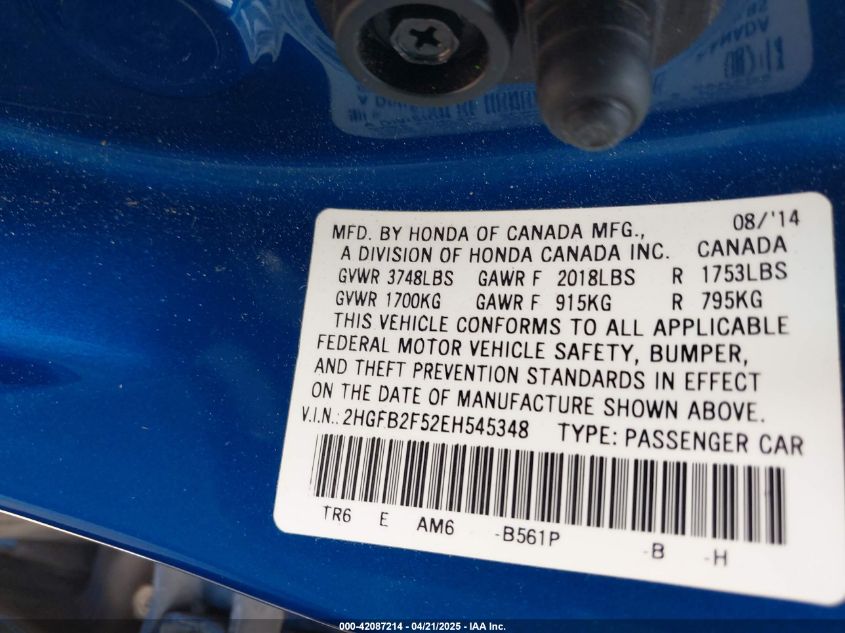 08/'14
MFD. BY HONDA OF CANADA MFG.,
A DIVISION OF HONDA CANADA INC. CANADA
GVWR 3748LBS GAWR F 2018LBS R 1753LBS
GVWR 1700KG GAWR F 915KG R 795KG
THIS VEHICLE CONFORMS TO ALL APPLICABLE
FEDERAL MOTOR VEHICLE SAFETY, BUMPER,
AND THEFT PREVENTION STANDARDS IN EFFECT
ON THE DATE OF MANUFACTURE SHOWN ABOVE.
V.I.N.: 2HGFB2F52EH545348 TYPE: PASSENGER CAR
TR6 E AM6 -B561P -B -H
000-42087214 - 04/21/2025 - IAA Inc.